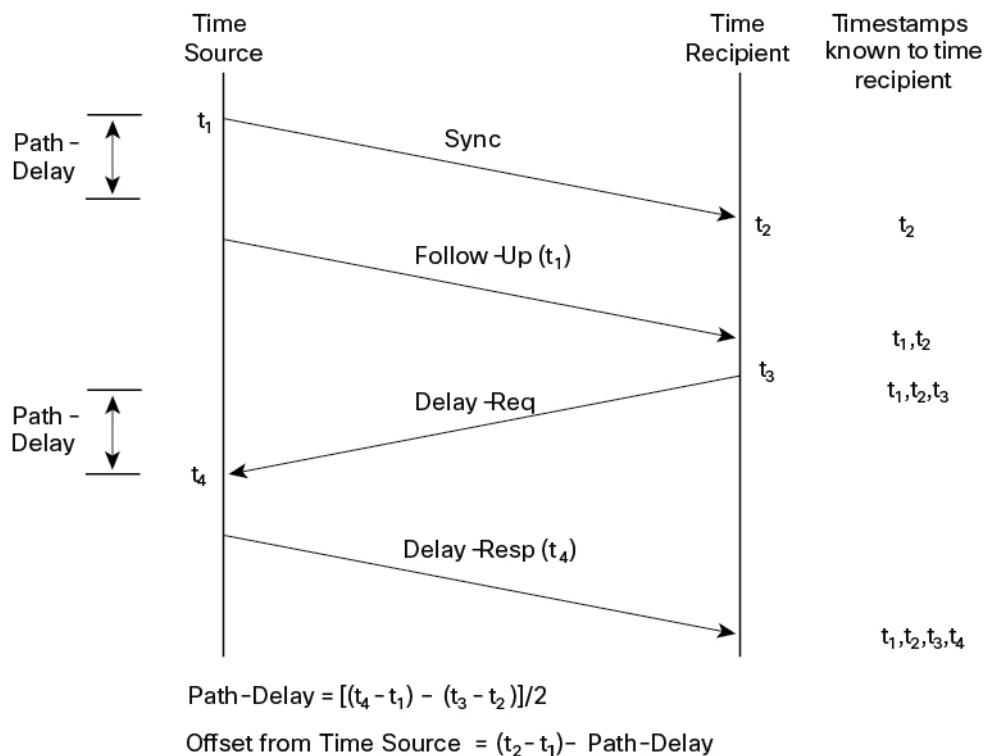 Time
Source
Time
Recipient
Timestamps
known to time
recipient
Path -
Delay
t₁
Sync
t₂
t₂
Follow -Up (t₁)
t₁,t₂
t₃
t₁,t₂,t₃
Path -
Delay
Delay -Req
t₄
Delay -Resp (t₄)
t₁,t₂,t₃,t₄
Path-Delay = [(t₄-t₁) - (t₃-t₂)]/2
Offset from Time Source = (t₂-t₁)- Path-Delay